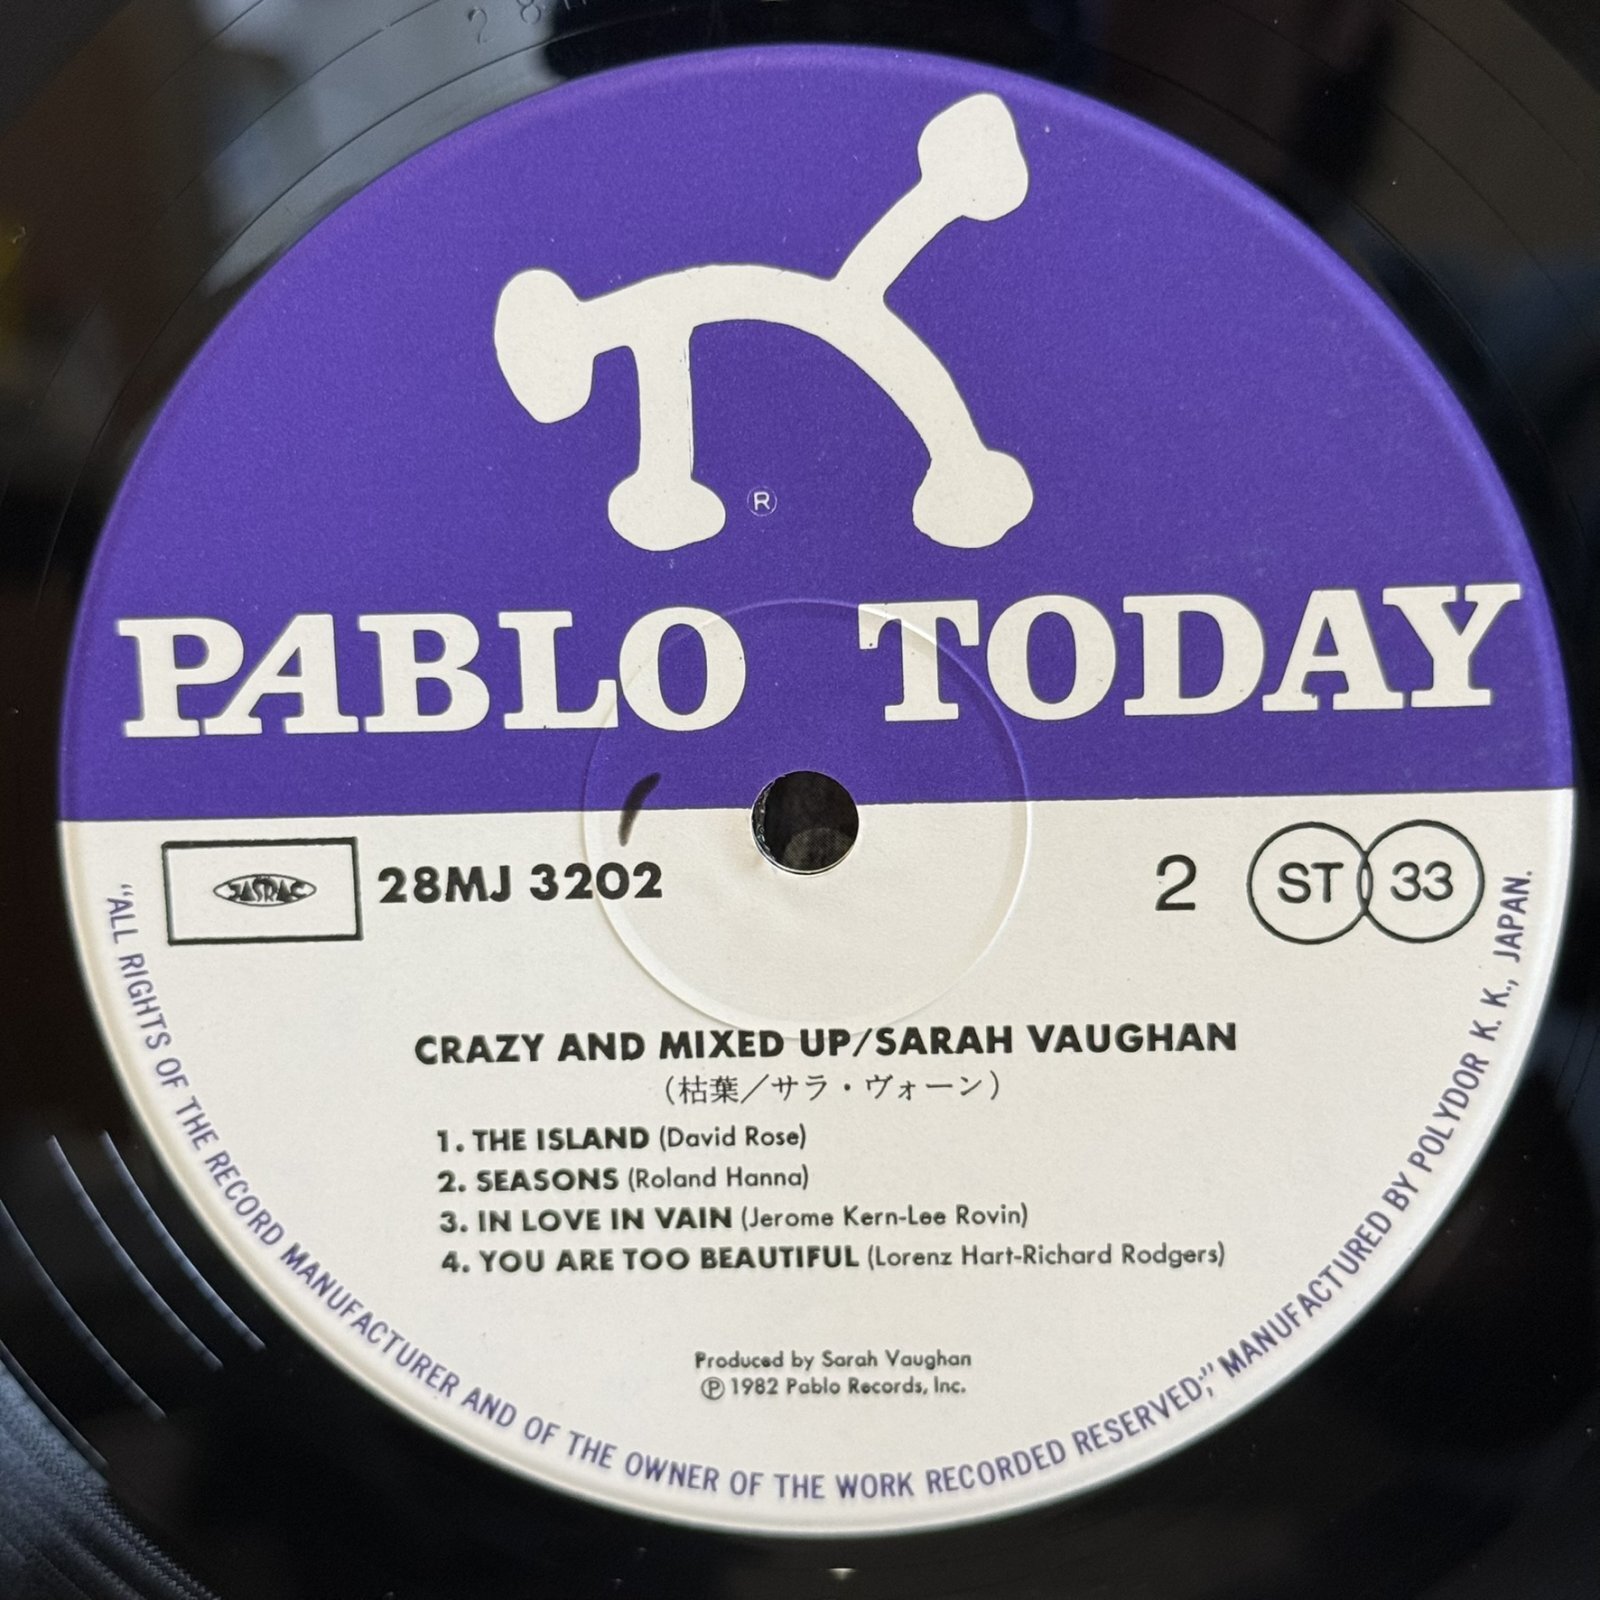 2 8
®
PABLO TODAY
JASRAC
28MJ 3202
2
ST 33
CRAZY AND MIXED UP/SARAH VAUGHAN
（枯葉／サラ・ヴォーン）
1. THE ISLAND (David Rose)
2. SEASONS (Roland Hanna)
3. IN LOVE IN VAIN (Jerome Kern-Lee Rovin)
4. YOU ARE TOO BEAUTIFUL (Lorenz Hart-Richard Rodgers)
Produced by Sarah Vaughan
Ⓟ 1982 Pablo Records, Inc.
"ALL RIGHTS OF THE RECORD MANUFACTURER AND OF THE OWNER OF THE WORK RECORDED RESERVED;" MANUFACTURED BY POLYDOR K. K., JAPAN.